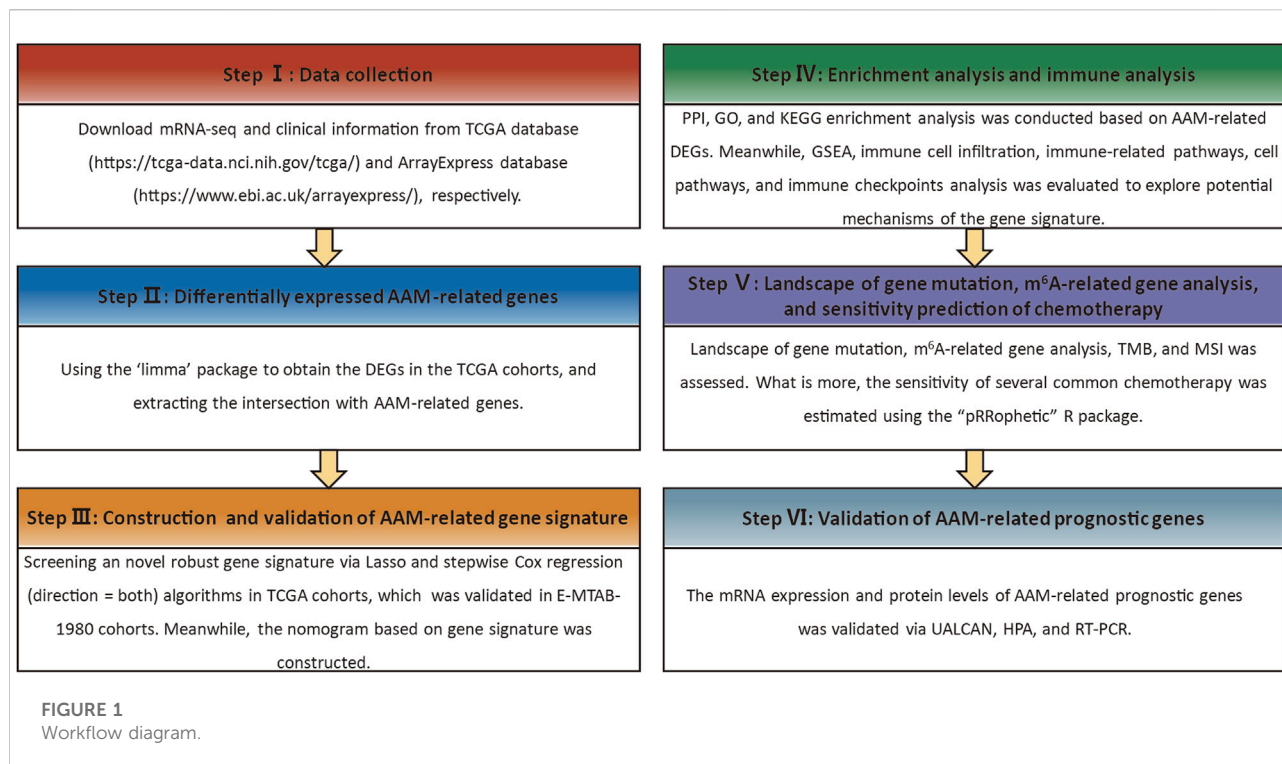 Step Ⅰ: Data collection
Download mRNA-seq and clinical information from TCGA database
(https://tcga-data.nci.nih.gov/tcga/) and ArrayExpress database
(https://www.ebi.ac.uk/arrayexpress/), respectively.
Step Ⅱ: Differentially expressed AAM-related genes
Using the ‘limma’ package to obtain the DEGs in the TCGA cohorts, and
extracting the intersection with AAM-related genes.
Step Ⅲ: Construction and validation of AAM-related gene signature
Screening an novel robust gene signature via Lasso and stepwise Cox regression
(direction = both) algorithms in TCGA cohorts, which was validated in E-MTAB-
1980 cohorts. Meanwhile, the nomogram based on gene signature was
constructed.
Step Ⅳ: Enrichment analysis and immune analysis
PPI, GO, and KEGG enrichment analysis was conducted based on AAM-related
DEGs. Meanwhile, GSEA, immune cell infiltration, immune-related pathways, cell
pathways, and immune checkpoints analysis was evaluated to explore potential
mechanisms of the gene signature.
Step Ⅴ: Landscape of gene mutation, m⁶A-related gene analysis,
and sensitivity prediction of chemotherapy
Landscape of gene mutation, m⁶A-related gene analysis, TMB, and MSI was
assessed. What is more, the sensitivity of several common chemotherapy was
estimated using the “pRRophetic” R package.
Step Ⅵ: Validation of AAM-related prognostic genes
The mRNA expression and protein levels of AAM-related prognostic genes
was validated via UALCAN, HPA, and RT-PCR.
FIGURE 1
Workflow diagram.